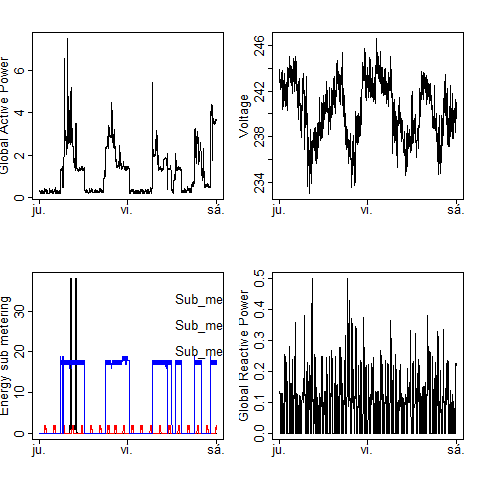 Global Active Power
0 2 4 6
ju. vi. sá.
Voltage
234 238 242 246
ju. vi. sá.
Energy sub metering
0 10 20 30
Sub_me
Sub_me
Sub_me
ju. vi. sá.
Global Reactive Power
0.0 0.1 0.2 0.3 0.4 0.5
ju. vi. sá.